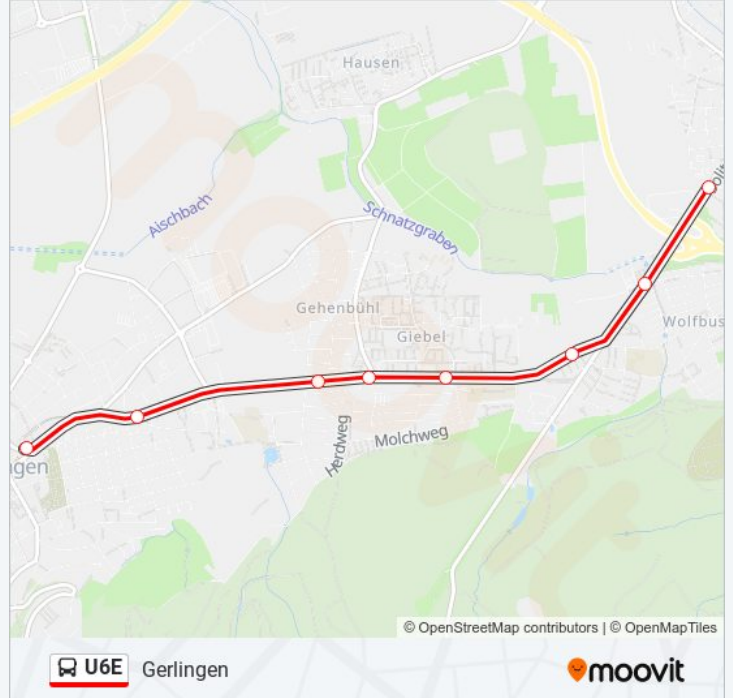 Hausen
Aischbach
Schnatzgraben
Gehenbühl
Giebel
Wolfbus
Herdweg
Molchweg
ngen
© OpenStreetMap contributors | © OpenMapTiles
U6E Gerlingen
moovit